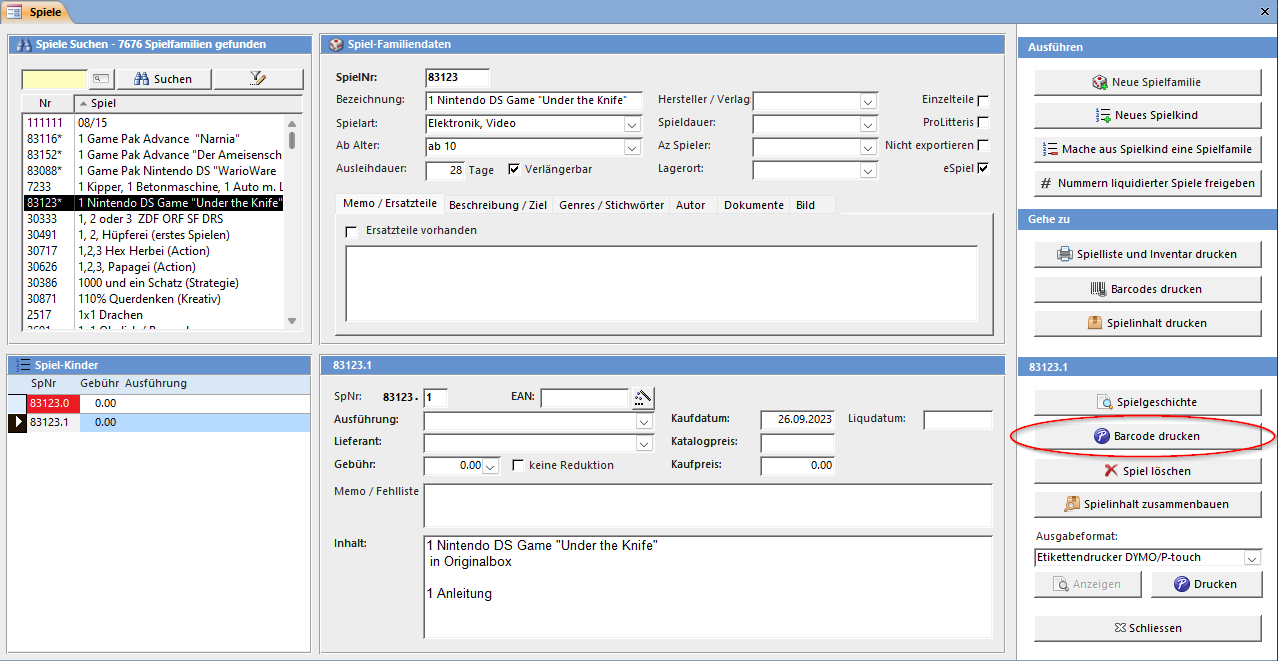 Spiele
Spiele Suchen - 7676 Spielfamilien gefunden
Suchen
Nr Spiel
111111 08/15
83116* 1 Game Pak Advance "Narnia"
83152* 1 Game Pak Advance "Der Ameisensch
83088* 1 Game Pak Nintendo DS "WarioWare
7233 1 Kipper, 1 Betonmaschine, 1 Auto m. L
83123* 1 Nintendo DS Game "Under the Knife"
30333 1, 2 oder 3 ZDF ORF SF DRS
30491 1, 2, Hüpferei (erstes Spielen)
30717 1,2,3 Hex Herbei (Action)
30626 1,2,3, Papagei (Action)
30386 1000 und ein Schatz (Strategie)
30871 110% Querdenken (Kreativ)
2517 1x1 Drachen
Spiel-Familiendaten
SpielNr: 83123
Bezeichnung: 1 Nintendo DS Game "Under the Knife" Hersteller / Verlag: Einzelteile
Spielart: Elektronik, Video Spieldauer: ProLitteris
Ab Alter: ab 10 Az Spieler: Nicht exportieren
Ausleihdauer: 28 Tage Verlängerbar Lagerort: eSpiel
Memo / Ersatzteile Beschreibung / Ziel Genres / Stichwörter Autor Dokumente Bild
Ersatzteile vorhanden
Spiel-Kinder
SpNr Gebühr Ausführung
83123.0 0.00
83123.1 0.00
83123.1
SpNr: 83123. 1 EAN:
Ausführung: Kaufdatum: 26.09.2023 Liqudatum:
Lieferant: Katalogpreis:
Gebühr: 0.00 keine Reduktion Kaufpreis: 0.00
Memo / Fehlliste
Inhalt: 1 Nintendo DS Game "Under the Knife"
in Originalbox
1 Anleitung
Ausführen
Neue Spielfamilie
Neues Spielkind
Mache aus Spielkind eine Spielfamile
# Nummern liquidierter Spiele freigeben
Gehe zu
Spielliste und Inventar drucken
Barcodes drucken
Spielinhalt drucken
83123.1
Spielgeschichte
Barcode drucken
Spiel löschen
Spielinhalt zusammenbauen
Ausgabeformat:
Etikettendrucker DYMO/P-touch
Anzeigen Drucken
Schliessen